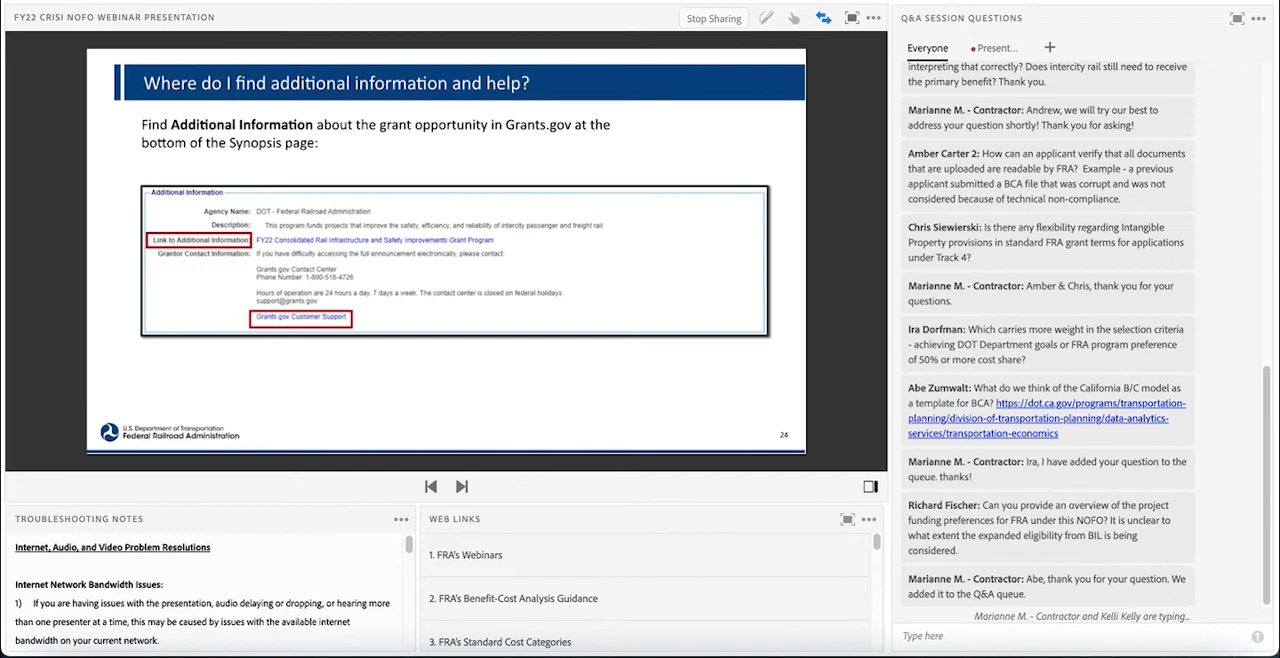 FY22 CRISI NOFO WEBINAR PRESENTATION
Stop Sharing
Where do I find additional information and help?
Find Additional Information about the grant opportunity in Grants.gov at the
bottom of the Synopsis page:
Additional Information
Agency Name: DOT - Federal Railroad Administration
Description: This program funds projects that improve the safety, efficiency, and reliability of intercity passenger and freight rail.
Link to Additional Information: FY22 Consolidated Rail Infrastructure and Safety Improvements Grant Program
Grantor Contact Information: If you have difficulty accessing the full announcement electronically, please contact:
Grants.gov Contact Center
Phone Number: 1-800-518-4726
Hours of operation are 24 hours a day, 7 days a week. The contact center is closed on federal holidays.
support@grants.gov
Grants.gov Customer Support
U.S. Department of Transportation
Federal Railroad Administration
24
TROUBLESHOOTING NOTES
Internet, Audio, and Video Problem Resolutions
Internet Network Bandwidth Issues:
1) If you are having issues with the presentation, audio delaying or dropping, or hearing more
than one presenter at a time, this may be caused by issues with the available internet
bandwidth on your current network.
WEB LINKS
1. FRA's Webinars
2. FRA's Benefit-Cost Analysis Guidance
3. FRA's Standard Cost Categories
Q&A SESSION QUESTIONS
Everyone
Present...
interpreting that correctly? Does intercity rail still need to receive
the primary benefit? Thank you.
Marianne M. - Contractor: Andrew, we will try our best to
address your question shortly! Thank you for asking!
Amber Carter 2: How can an applicant verify that all documents
that are uploaded are readable by FRA? Example - a previous
applicant submitted a BCA file that was corrupt and was not
considered because of technical non-compliance.
Chris Siewierski: Is there any flexibility regarding Intangible
Property provisions in standard FRA grant terms for applications
under Track 4?
Marianne M. - Contractor: Amber & Chris, thank you for your
questions.
Ira Dorfman: Which carries more weight in the selection criteria
- achieving DOT Department goals or FRA program preference
of 50% or more cost share?
Abe Zumwalt: What do we think of the California B/C model as
a template for BCA? https://dot.ca.gov/programs/transportation-
planning/division-of-transportation-planning/data-analytics-
services/transportation-economics
Marianne M. - Contractor: Ira, I have added your question to the
queue. thanks!
Richard Fischer: Can you provide an overview of the project
funding preferences for FRA under this NOFO? It is unclear to
what extent the expanded eligibility from BIL is being
considered.
Marianne M. - Contractor: Abe, thank you for your question. We
added it to the Q&A queue.
Marianne M. - Contractor and Kelli Kelly are typing...
Type here